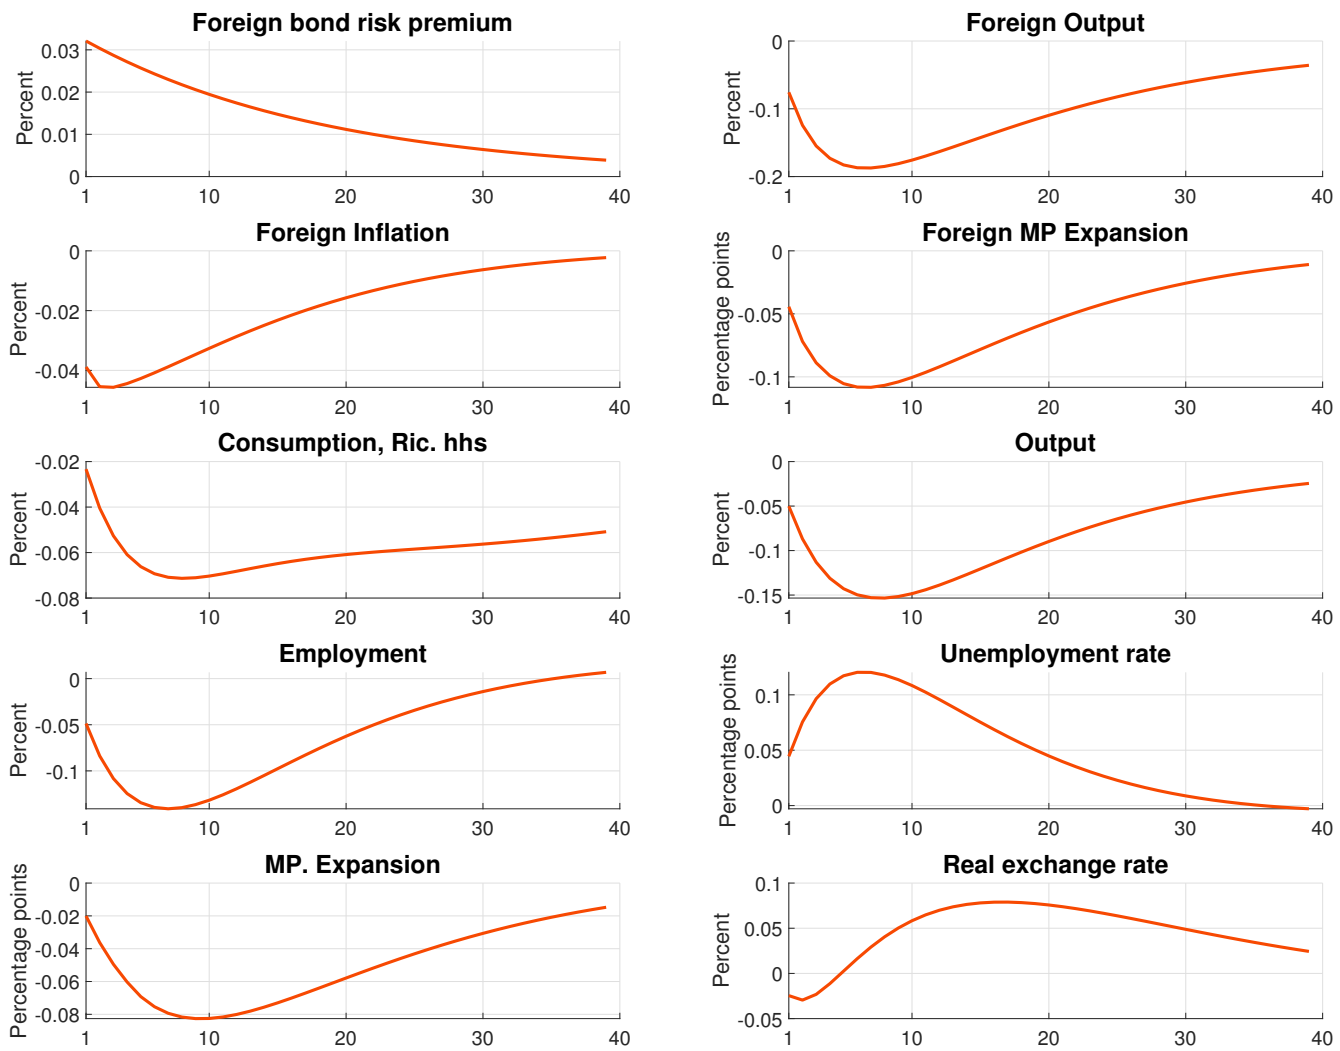 Foreign bond risk premium
Percent
0.03
0.02
0.01
0
1 10 20 30 40
Foreign Output
Percent
0
-0.1
-0.2
1 10 20 30 40
Foreign Inflation
Percent
0
-0.02
-0.04
1 10 20 30 40
Foreign MP Expansion
Percentage points
0
-0.05
-0.1
1 10 20 30 40
Consumption, Ric. hhs
Percent
-0.02
-0.04
-0.06
-0.08
1 10 20 30 40
Output
Percent
0
-0.05
-0.1
-0.15
1 10 20 30 40
Employment
Percent
0
-0.05
-0.1
1 10 20 30 40
Unemployment rate
Percentage points
0.1
0.05
0
1 10 20 30 40
MP. Expansion
Percentage points
0
-0.02
-0.04
-0.06
-0.08
1 10 20 30 40
Real exchange rate
Percent
0.1
0.05
0
-0.05
1 10 20 30 40